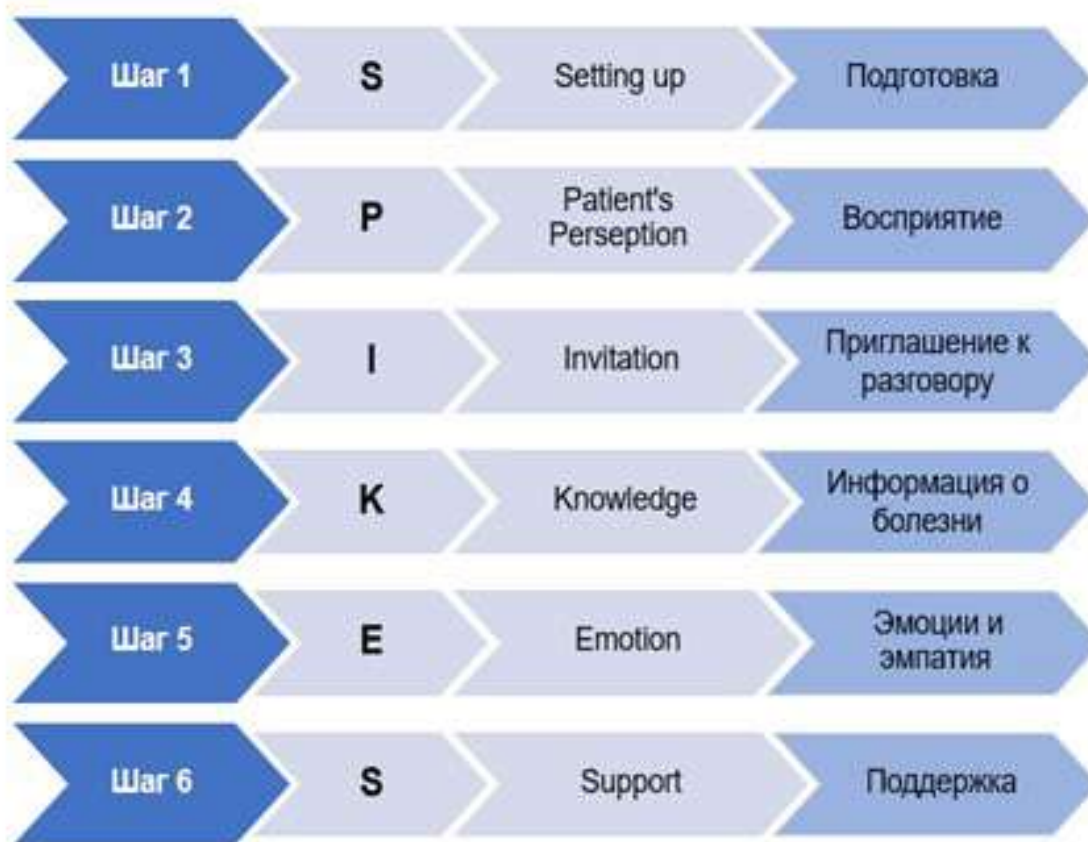 Шаг 1 S Setting up Подготовка
Шаг 2 P Patient's
Perseption Восприятие
Шаг 3 I Invitation Приглашение к
разговору
Шаг 4 K Knowledge Информация о
болезни
Шаг 5 E Emotion Эмоции и
эмпатия
Шаг 6 S Support Поддержка